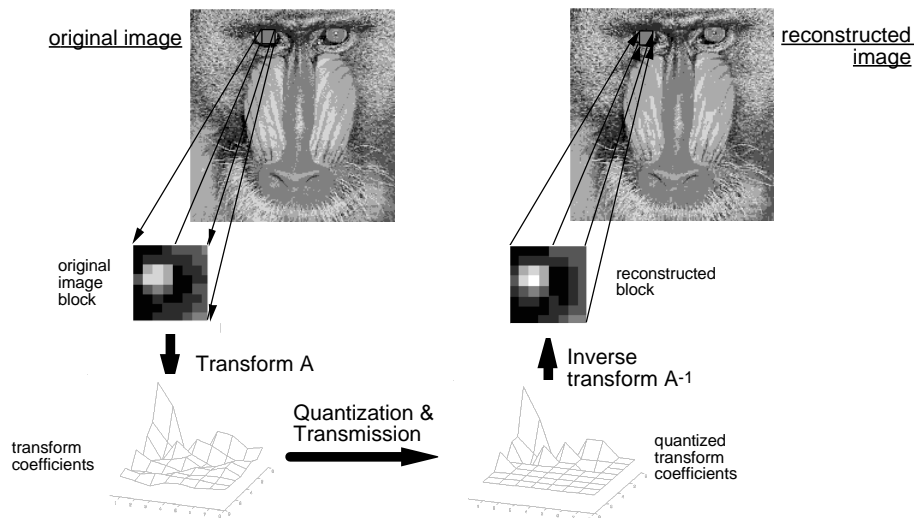 original image
reconstructed
image
original
image
block
reconstructed
block
Transform A
Inverse
transform A-1
Quantization &
Transmission
transform
coefficients
quantized
transform
coefficients